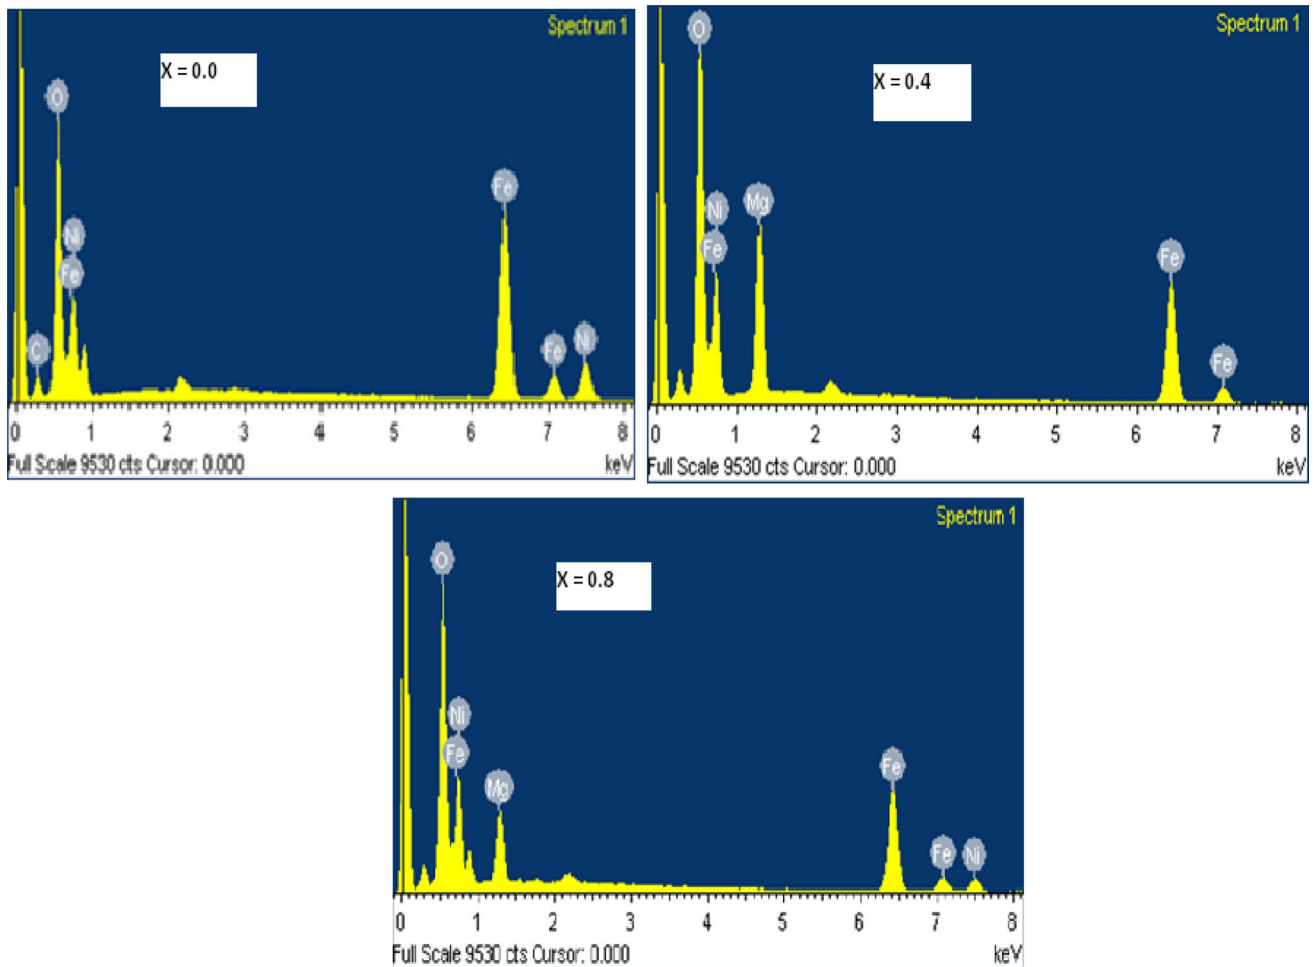 Spectrum 1
X = 0.0
O
Ni
Fe
C
Fe
Fe
Ni
0 1 2 3 4 5 6 7 8
Full Scale 9530 cts Cursor: 0.000 keV
Spectrum 1
X = 0.4
O
Ni
Mg
Fe
Fe
Fe
0 1 2 3 4 5 6 7 8
Full Scale 9530 cts Cursor: 0.000 keV
Spectrum 1
X = 0.8
O
Ni
Fe
Mg
Fe
Fe
Ni
0 1 2 3 4 5 6 7 8
Full Scale 9530 cts Cursor: 0.000 keV